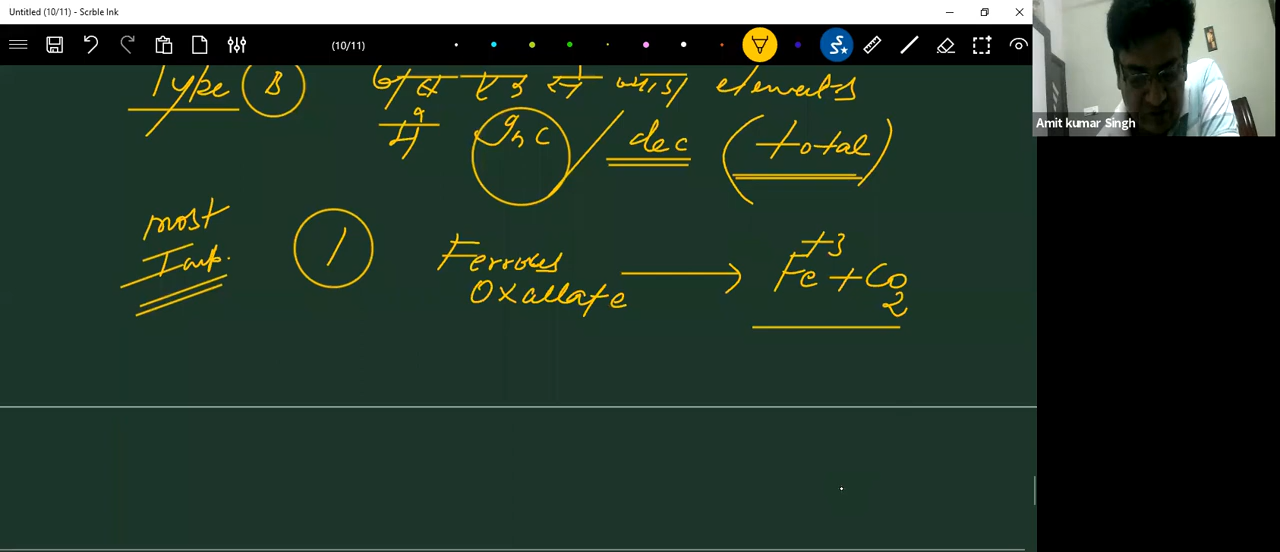 Untitled (10/11) - Scrble Ink
(10/11)
Amit kumar Singh
Type B elements
Inc / dec (total)
most
Imp.
1 Ferrous
Oxallate → Fe+3 + Co2